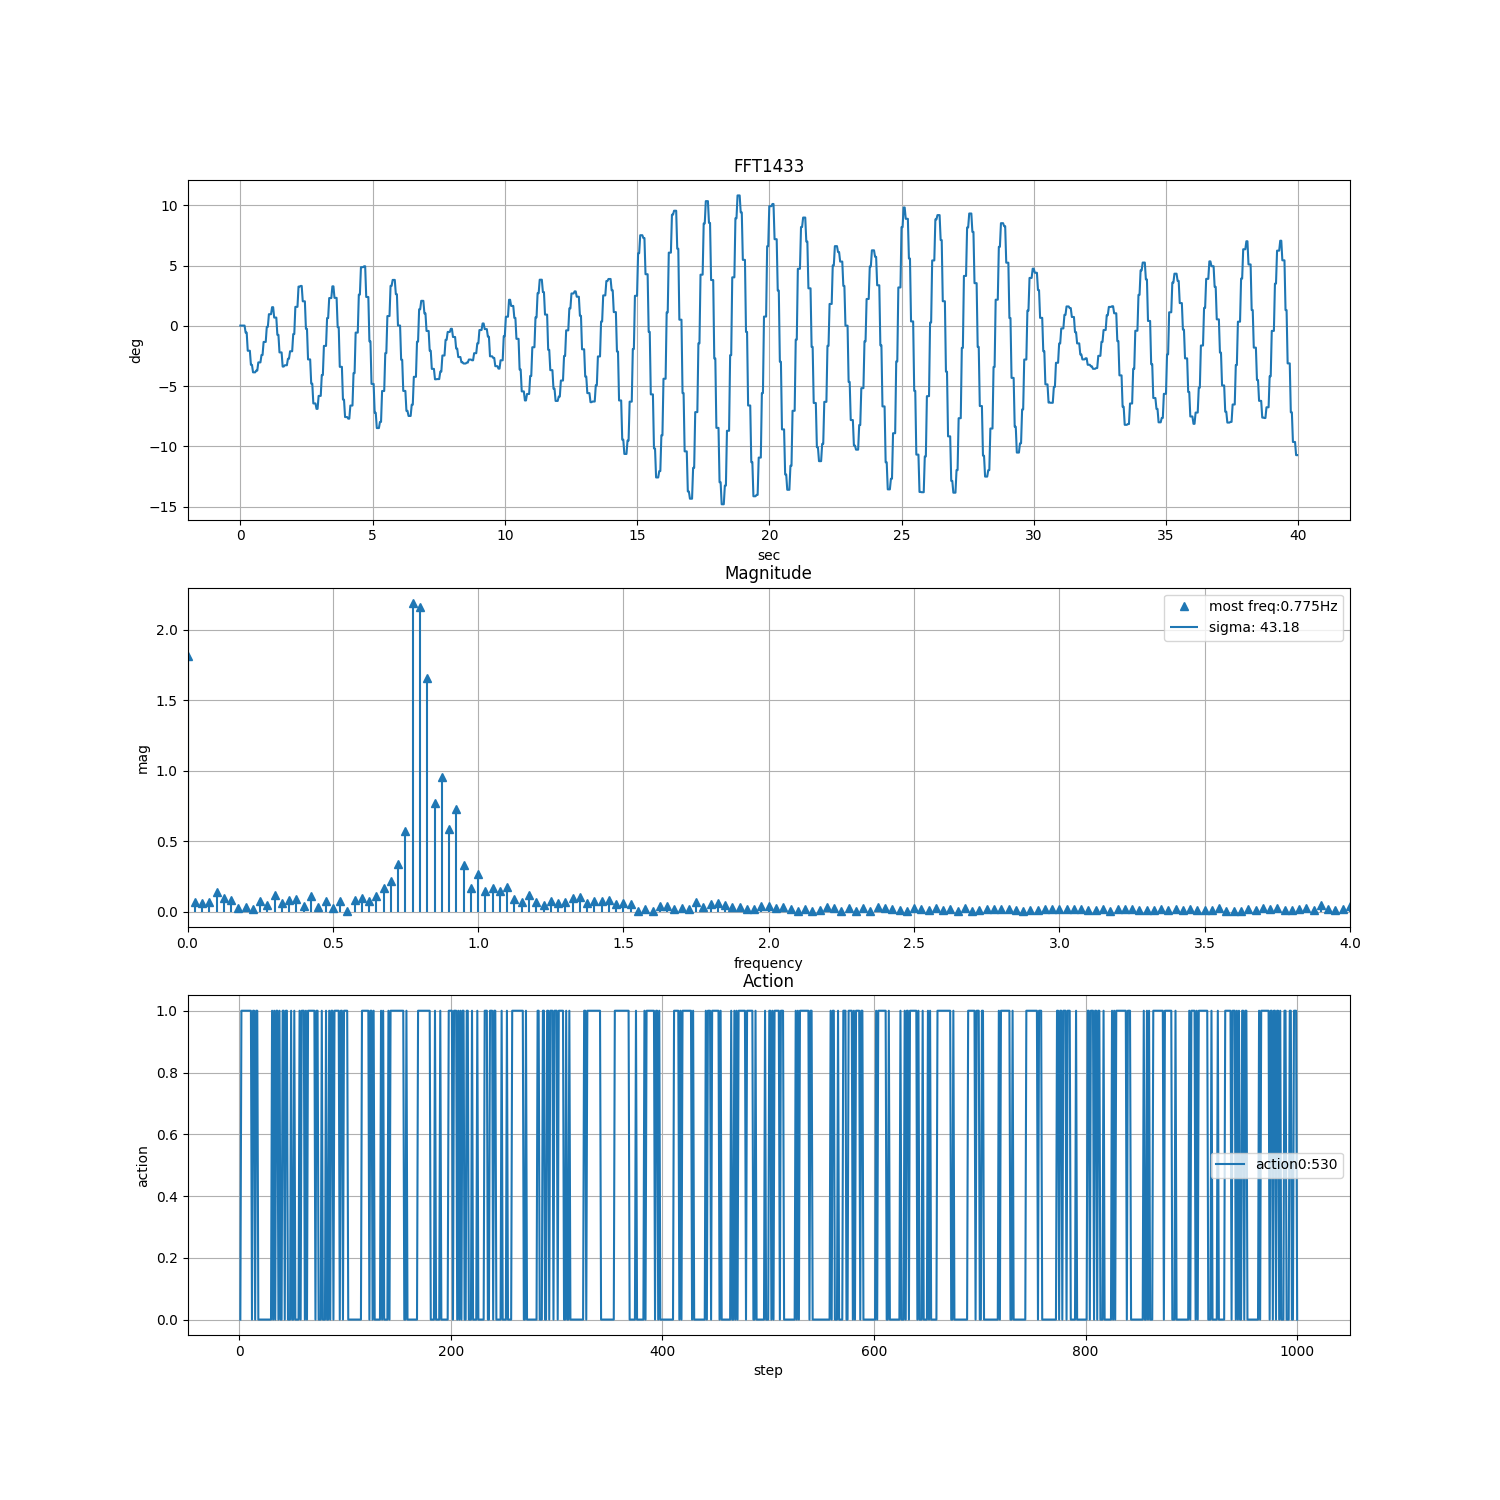 FFT1433
10
5
0
−5
−10
−15
deg
0 5 10 15 20 25 30 35 40
sec
Magnitude
most freq:0.775Hz
sigma: 43.18
2.0
1.5
1.0
0.5
0.0
mag
0.0 0.5 1.0 1.5 2.0 2.5 3.0 3.5 4.0
frequency
Action
1.0
0.8
0.6
0.4
0.2
0.0
action
action0:530
0 200 400 600 800 1000
step